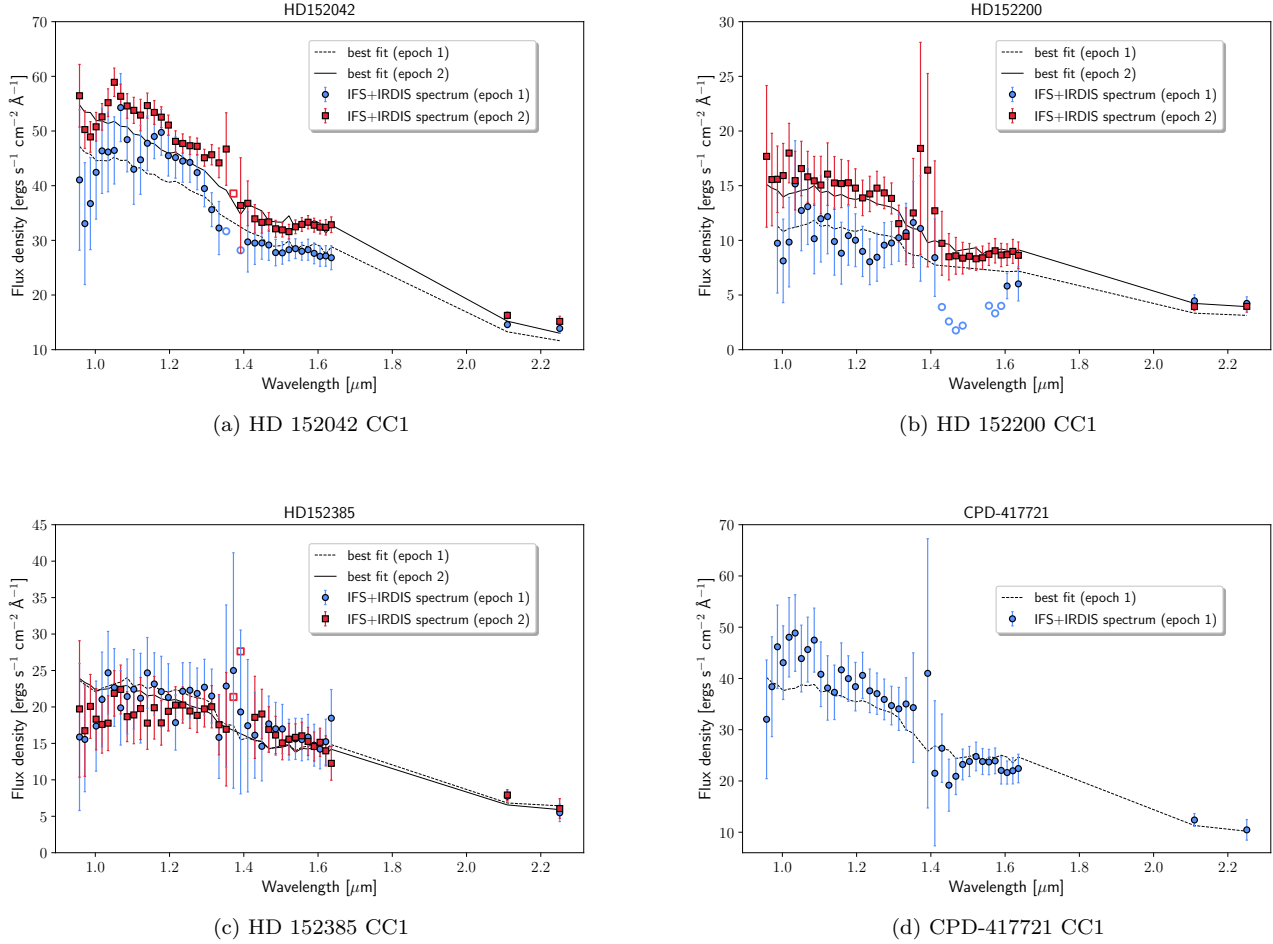 HD152042
70
60
50
40
30
20
10
Flux density [ergs s⁻¹ cm⁻² Å⁻¹]
best fit (epoch 1)
best fit (epoch 2)
IFS+IRDIS spectrum (epoch 1)
IFS+IRDIS spectrum (epoch 2)
1.0 1.2 1.4 1.6 1.8 2.0 2.2
Wavelength [μm]
(a) HD 152042 CC1
HD152200
30
25
20
15
10
5
0
Flux density [ergs s⁻¹ cm⁻² Å⁻¹]
best fit (epoch 1)
best fit (epoch 2)
IFS+IRDIS spectrum (epoch 1)
IFS+IRDIS spectrum (epoch 2)
1.0 1.2 1.4 1.6 1.8 2.0 2.2
Wavelength [μm]
(b) HD 152200 CC1
HD152385
45
40
35
30
25
20
15
10
5
0
Flux density [ergs s⁻¹ cm⁻² Å⁻¹]
best fit (epoch 1)
best fit (epoch 2)
IFS+IRDIS spectrum (epoch 1)
IFS+IRDIS spectrum (epoch 2)
1.0 1.2 1.4 1.6 1.8 2.0 2.2
Wavelength [μm]
(c) HD 152385 CC1
CPD-417721
70
60
50
40
30
20
10
Flux density [ergs s⁻¹ cm⁻² Å⁻¹]
best fit (epoch 1)
IFS+IRDIS spectrum (epoch 1)
1.0 1.2 1.4 1.6 1.8 2.0 2.2
Wavelength [μm]
(d) CPD-417721 CC1